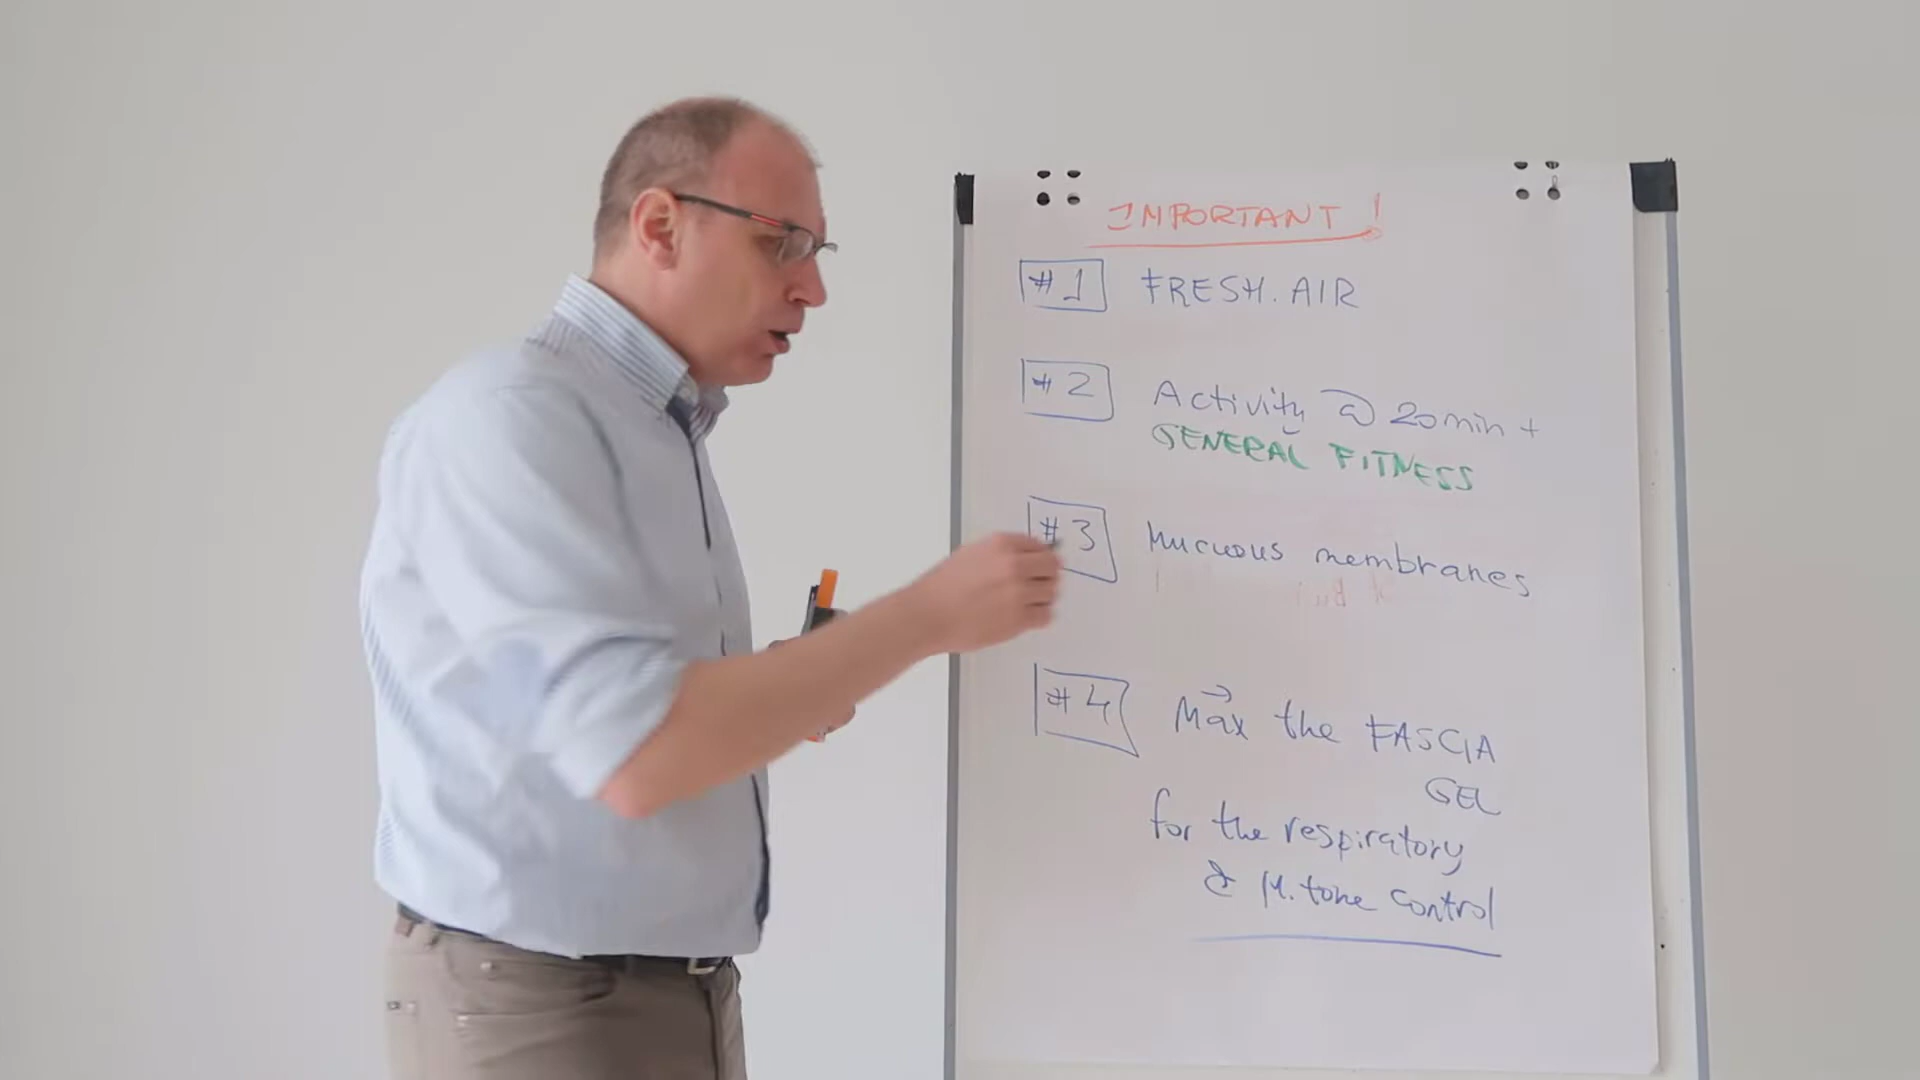 IMPORTANT!
#1 FRESH. AIR
#2 Activity @ 20min +
GENERAL FITNESS
#3 Mucuous membranes
#4 Max the FASCIA
GEL
for the respiratory
& M. tone control